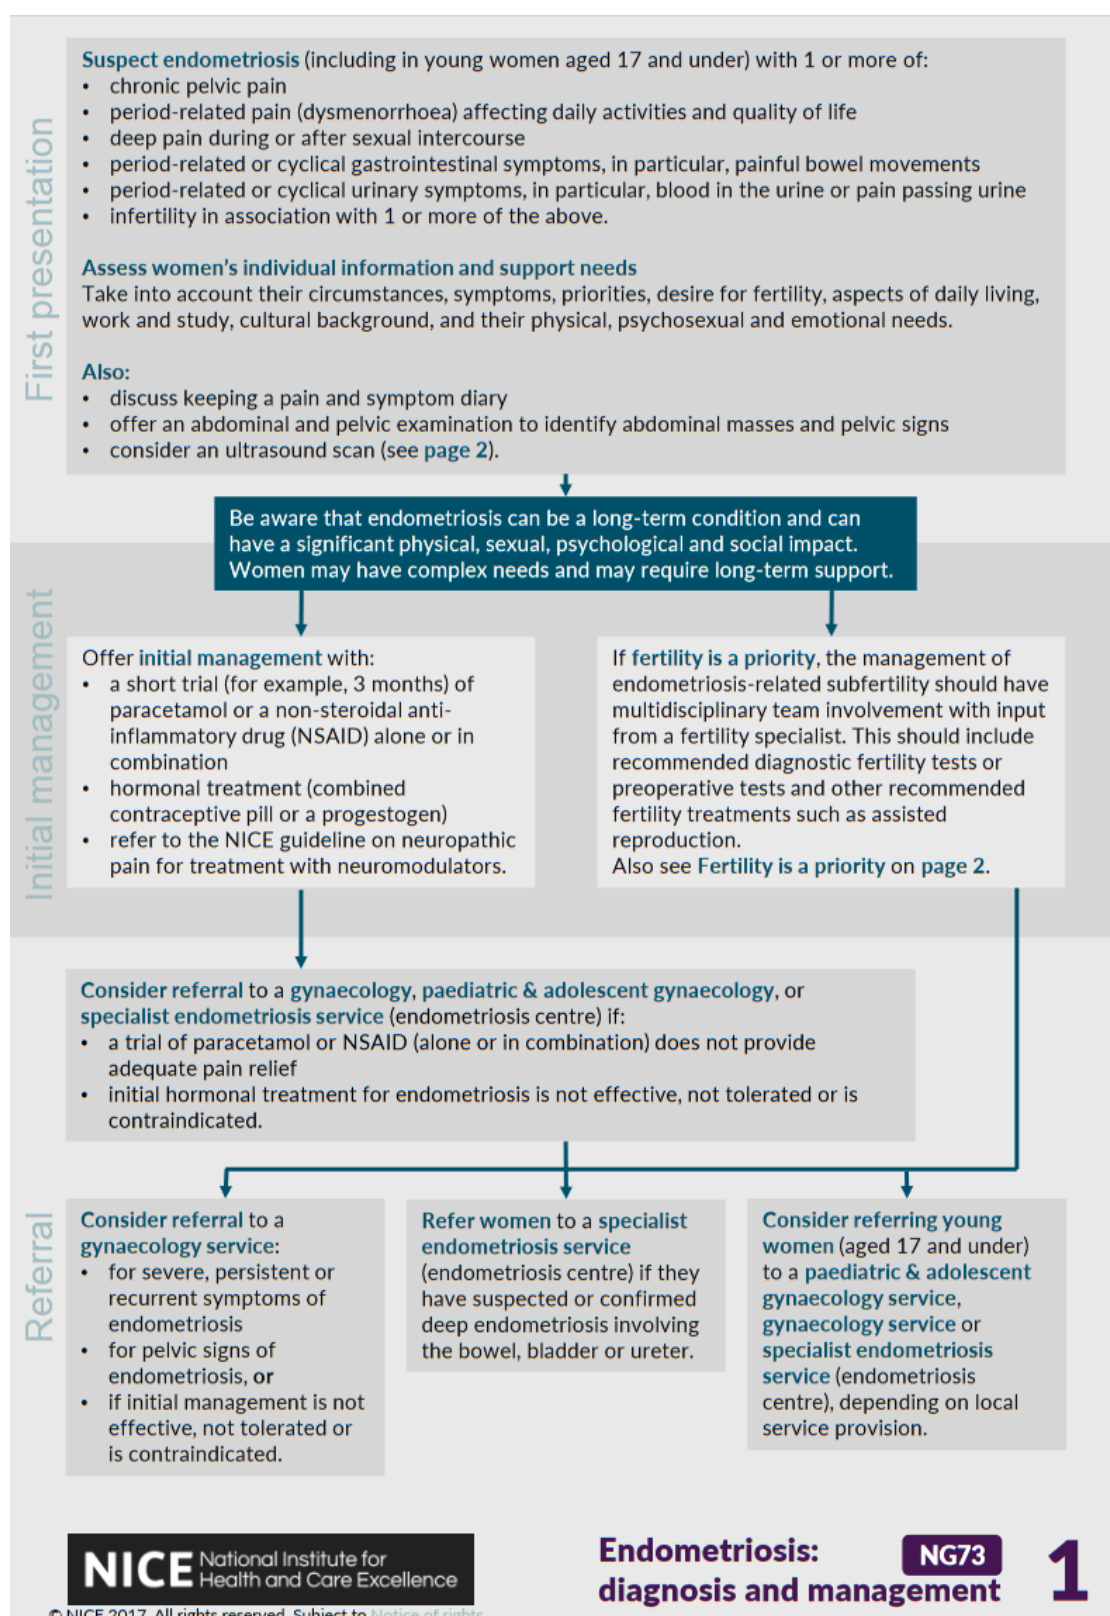 First presentation
Suspect endometriosis (including in young women aged 17 and under) with 1 or more of:
• chronic pelvic pain
• period-related pain (dysmenorrhoea) affecting daily activities and quality of life
• deep pain during or after sexual intercourse
• period-related or cyclical gastrointestinal symptoms, in particular, painful bowel movements
• period-related or cyclical urinary symptoms, in particular, blood in the urine or pain passing urine
• infertility in association with 1 or more of the above.
Assess women's individual information and support needs
Take into account their circumstances, symptoms, priorities, desire for fertility, aspects of daily living,
work and study, cultural background, and their physical, psychosexual and emotional needs.
Also:
• discuss keeping a pain and symptom diary
• offer an abdominal and pelvic examination to identify abdominal masses and pelvic signs
• consider an ultrasound scan (see page 2).
Be aware that endometriosis can be a long-term condition and can
have a significant physical, sexual, psychological and social impact.
Women may have complex needs and may require long-term support.
Initial management
Offer initial management with:
• a short trial (for example, 3 months) of
paracetamol or a non-steroidal anti-
inflammatory drug (NSAID) alone or in
combination
• hormonal treatment (combined
contraceptive pill or a progestogen)
• refer to the NICE guideline on neuropathic
pain for treatment with neuromodulators.
If fertility is a priority, the management of
endometriosis-related subfertility should have
multidisciplinary team involvement with input
from a fertility specialist. This should include
recommended diagnostic fertility tests or
preoperative tests and other recommended
fertility treatments such as assisted
reproduction.
Also see Fertility is a priority on page 2.
Referral
Consider referral to a gynaecology, paediatric & adolescent gynaecology, or
specialist endometriosis service (endometriosis centre) if:
• a trial of paracetamol or NSAID (alone or in combination) does not provide
adequate pain relief
• initial hormonal treatment for endometriosis is not effective, not tolerated or is
contraindicated.
Consider referral to a
gynaecology service:
• for severe, persistent or
recurrent symptoms of
endometriosis
• for pelvic signs of
endometriosis, or
• if initial management is not
effective, not tolerated or
is contraindicated.
Refer women to a specialist
endometriosis service
(endometriosis centre) if they
have suspected or confirmed
deep endometriosis involving
the bowel, bladder or ureter.
Consider referring young
women (aged 17 and under)
to a paediatric & adolescent
gynaecology service,
gynaecology service or
specialist endometriosis
service (endometriosis
centre), depending on local
service provision.
NICE National Institute for
Health and Care Excellence
© NICE 2017. All rights reserved. Subject to Notice of rights
Endometriosis:
diagnosis and management
NG73
1